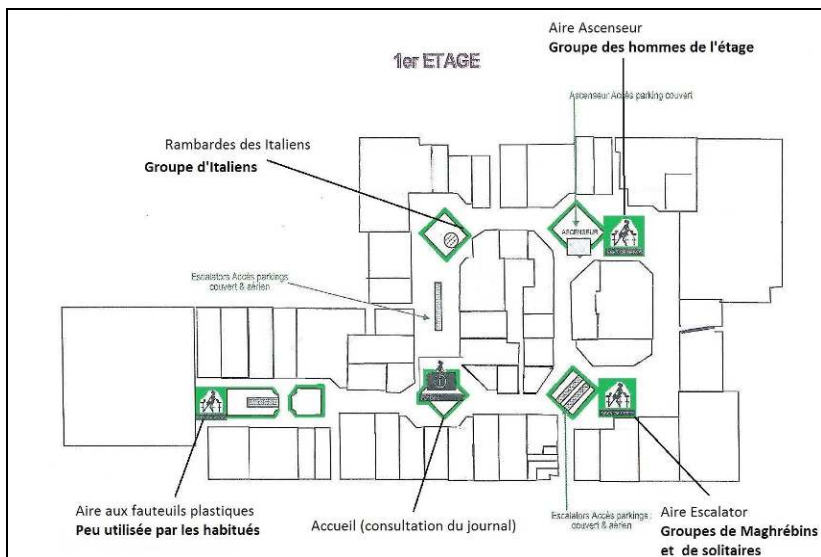 Aire Ascenseur
Groupe des hommes de l'étage
1er ETAGE
Ascenseur Accès parking couvert
Rambardes des Italiens
Groupe d'Italiens
ASCENSEUR
Escalators Accès parkings
couvert & aérien
Aire aux fauteuils plastiques
Peu utilisée par les habitués
Accueil (consultation du journal)
Escalators Accès parkings :
couvert & aérien
Aire Escalator
Groupes de Maghrébins
et de solitaires